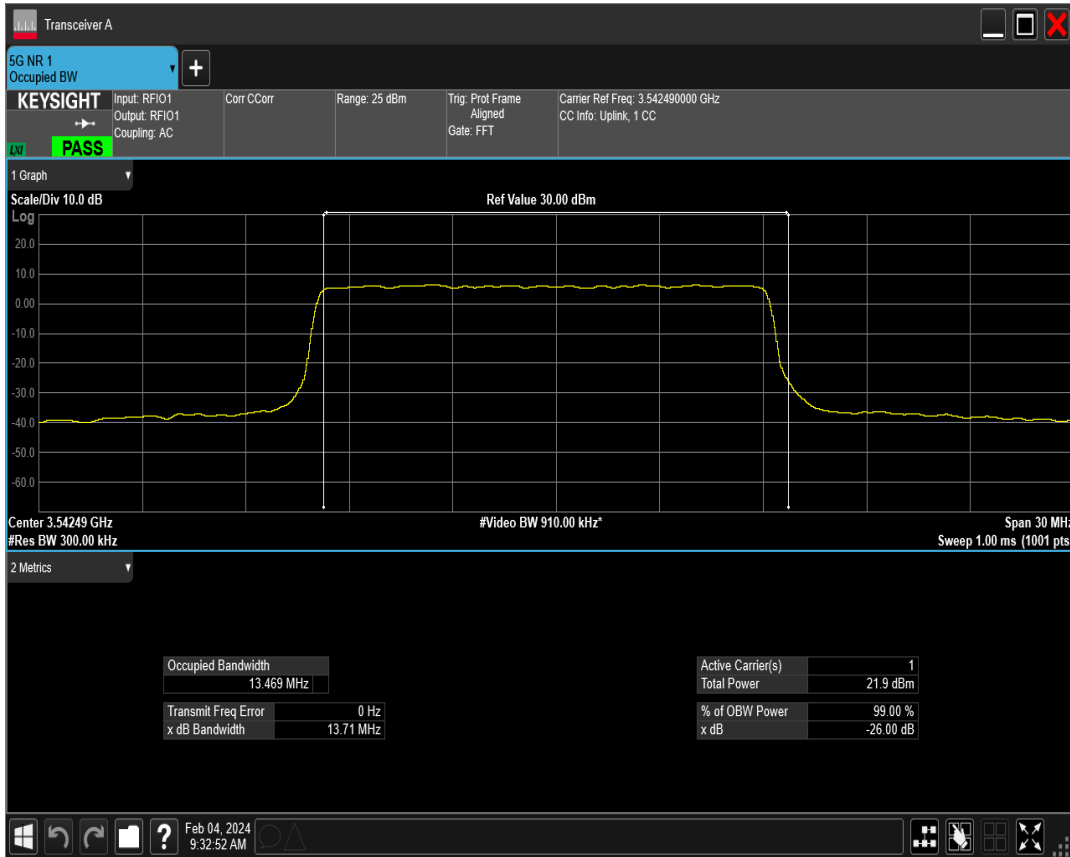 Transceiver A
5G NR 1
Occupied BW
+
KEYSIGHT
LXI
PASS
Input: RFIO1
Output: RFIO1
Coupling: AC
Corr CCorr
Range: 25 dBm
Trig: Prot Frame
Aligned
Gate: FFT
Carrier Ref Freq: 3.542490000 GHz
CC Info: Uplink, 1 CC
1 Graph
Scale/Div 10.0 dB
Ref Value 30.00 dBm
Log
20.0
10.0
0.00
-10.0
-20.0
-30.0
-40.0
-50.0
-60.0
Center 3.54249 GHz
#Video BW 910.00 kHz*
Span 30 MHz
#Res BW 300.00 kHz
Sweep 1.00 ms (1001 pts
2 Metrics
Occupied Bandwidth
13.469 MHz
Transmit Freq Error 0 Hz
x dB Bandwidth 13.71 MHz
Active Carrier(s) 1
Total Power 21.9 dBm
% of OBW Power 99.00 %
x dB -26.00 dB
?
Feb 04, 2024
9:32:52 AM